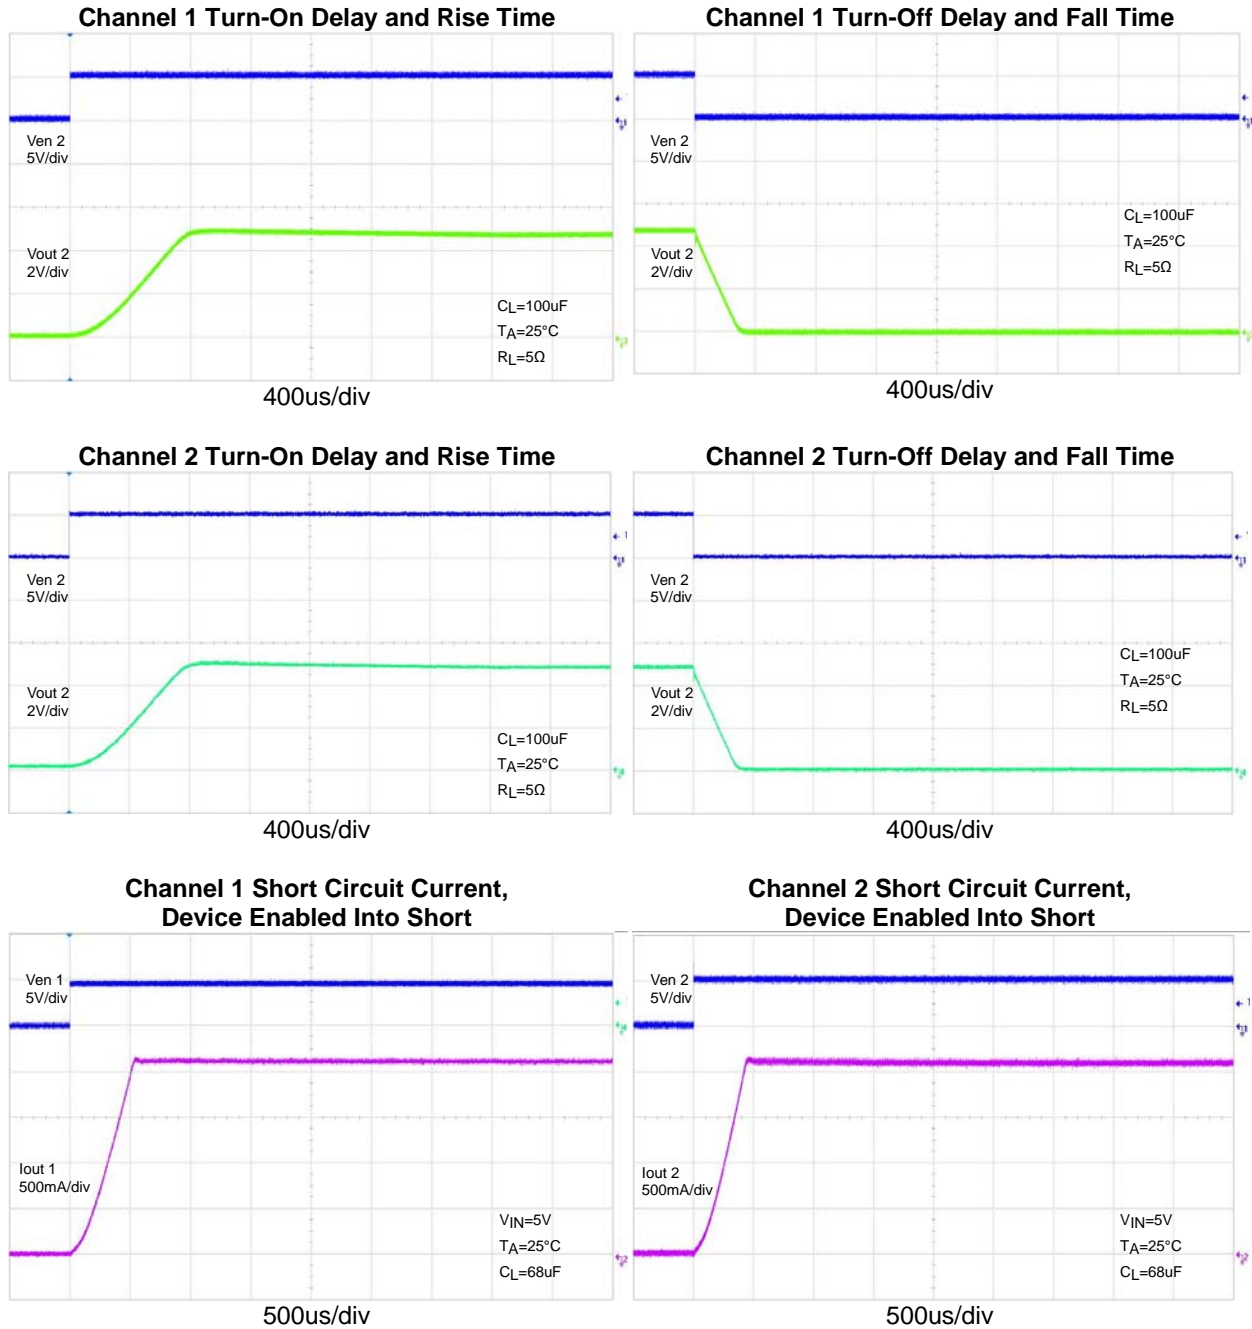 Channel 1 Turn-On Delay and Rise Time
Ven 2
5V/div
Vout 2
2V/div
CL=100uF
TA=25°C
RL=5Ω
400us/div
Channel 1 Turn-Off Delay and Fall Time
Ven 2
5V/div
Vout 2
2V/div
CL=100uF
TA=25°C
RL=5Ω
400us/div
Channel 2 Turn-On Delay and Rise Time
Ven 2
5V/div
Vout 2
2V/div
CL=100uF
TA=25°C
RL=5Ω
400us/div
Channel 2 Turn-Off Delay and Fall Time
Ven 2
5V/div
Vout 2
2V/div
CL=100uF
TA=25°C
RL=5Ω
400us/div
Channel 1 Short Circuit Current,
Device Enabled Into Short
Ven 1
5V/div
Iout 1
500mA/div
VIN=5V
TA=25°C
CL=68uF
500us/div
Channel 2 Short Circuit Current,
Device Enabled Into Short
Ven 2
5V/div
Iout 2
500mA/div
VIN=5V
TA=25°C
CL=68uF
500us/div